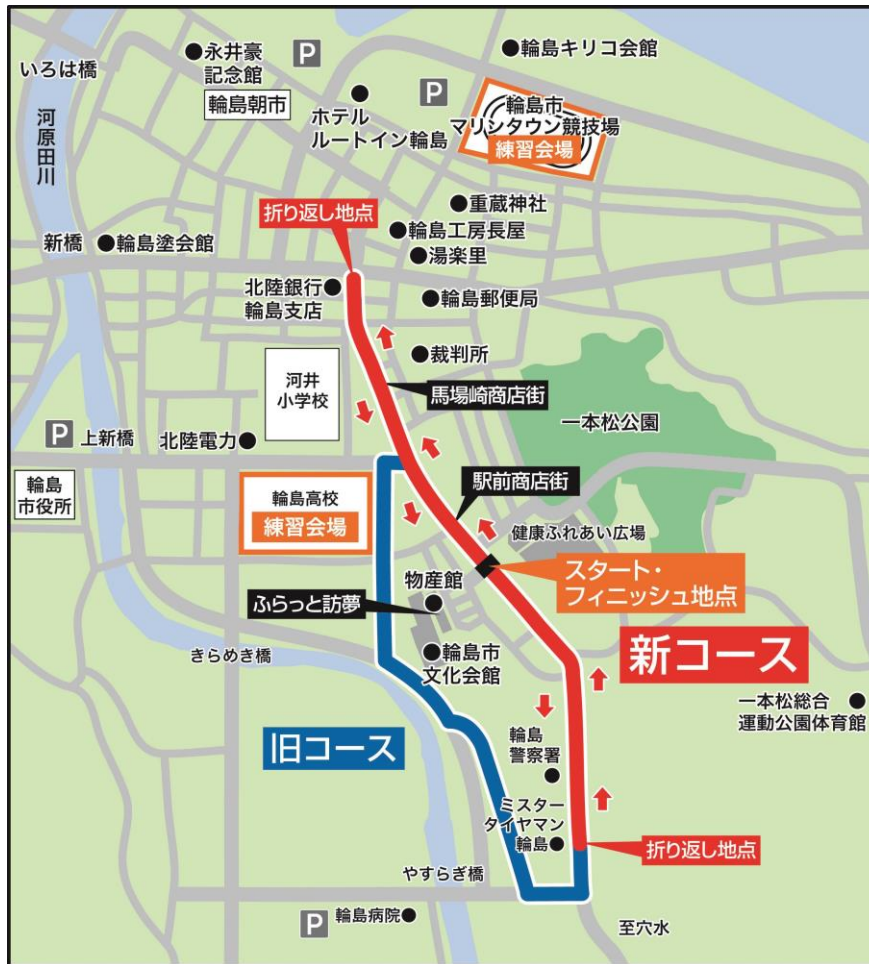 いろは橋
河原田川
永井豪
記念館
輪島朝市
P
ホテル
ルートイン輪島
P
輪島キリコ会館
輪島市
マリンタウン競技場
練習会場
折り返し地点
重蔵神社
輪島工房長屋
湯楽里
新橋
輪島塗会館
北陸銀行
輪島支店
輪島郵便局
裁判所
河井
小学校
馬場崎商店街
一本松公園
P
上新橋
北陸電力
輪島
市役所
輪島高校
練習会場
駅前商店街
健康ふれあい広場
スタート・
フィニッシュ地点
物産館
ふらっと訪夢
きらめき橋
輪島市
文化会館
新コース
一本松総合
運動公園体育館
旧コース
輪島
警察署
ミスター
タイヤマン
輪島
折り返し地点
やすらぎ橋
P
輪島病院
至穴水